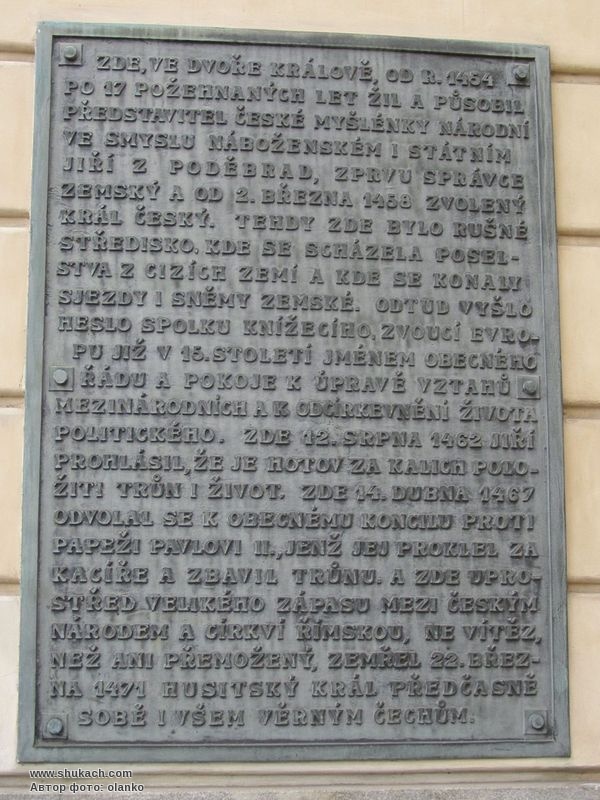 ZDE, VE DVOŘE KRÁLOVĚ, OD R. 1454
PO 17 POŽEHNANÝCH LET ŽIL A PŮSOBIL
PŘEDSTAVITEL ČESKÉ MYŠLÉNKY NÁRODNÍ
VE SMYSLU NÁBOŽENSKÉM I STÁTNÍM
JIŘÍ Z PODĚBRAD, ZPRVU SPRÁVCE
ZEMSKÝ A OD 2. BŘEZNA 1458 ZVOLENÝ
KRÁL ČESKÝ. TEHDY ZDE BYLO RUŠNÉ
STŘEDISKO, KDE SE SCHÁZELA POSEL-
STVA Z CIZÍCH ZEMÍ A KDE SE KONALY
SJEZDY I SNĚMY ZEMSKÉ. ODTUD VYŠLO
HESLO SPOLKU KNÍŽECÍHO, ZVOUCÍ EVRO-
PU JIŽ V 15. STOLETÍ JMÉNEM OBECNÉHO
ŘÁDU A POKOJE K ÚPRAVĚ VZTAHŮ
MEZINÁRODNÍCH A K ODCÍRKEVNĚNÍ ŽIVOTA
POLITICKÉHO. ZDE 12. SRPNA 1462 JIŘÍ
PROHLÁSIL, ŽE JE HOTOV ZA KALICH POLO-
ŽITI TRŮN I ŽIVOT. ZDE 14. DUBNA 1467
ODVOLAL SE K OBECNÉMU KONCILU PROTI
PAPEŽI PAVLOVI II., JENŽ JEJ PROKLEL ZA
KACÍŘE A ZBAVIL TRŮNU. A ZDE UPRO-
STŘED VELIKÉHO ZÁPASU MEZI ČESKÝM
NÁRODEM A CÍRKVÍ ŘÍMSKOU, NE VÍTĚZ,
NEŽ ANI PŘEMOŽENÝ, ZEMŘEL 22. BŘEZ-
NA 1471 HUSITSKÝ KRÁL PŘEDČASNĚ
SOBĚ I VŠEM VĚRNÝM ČECHŮM.
www.shukach.com
Автор фото: olanko